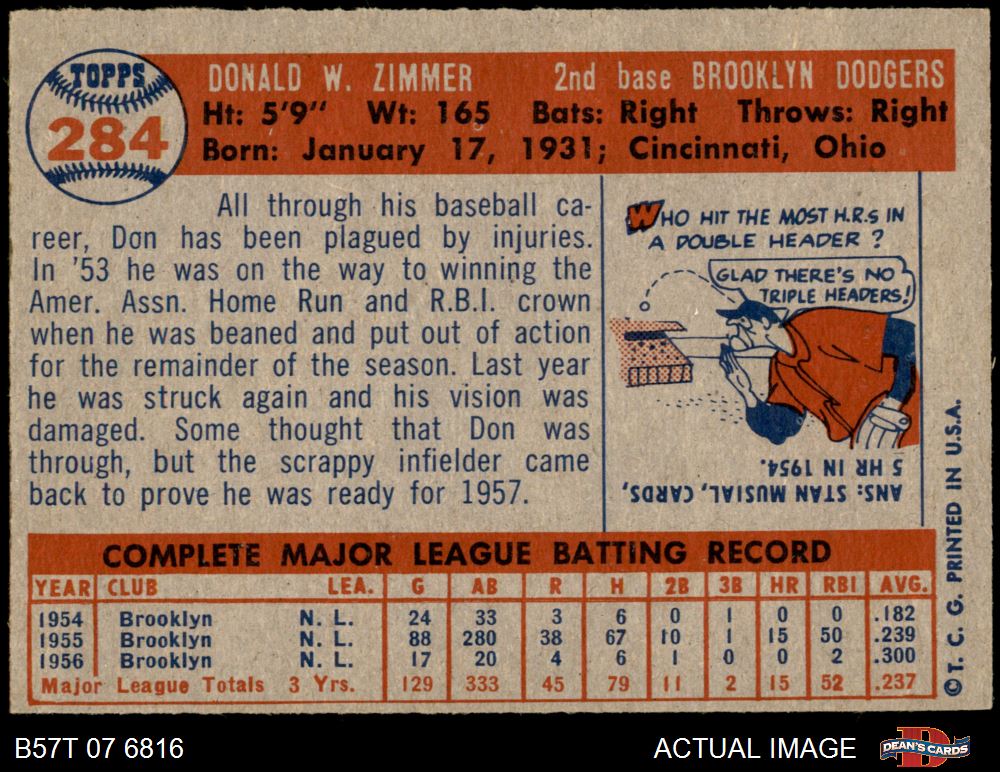 TOPPS
284
DONALD W. ZIMMER 2nd base BROOKLYN DODGERS
Ht: 5'9" Wt: 165 Bats: Right Throws: Right
Born: January 17, 1931; Cincinnati, Ohio
All through his baseball ca-
reer, Don has been plagued by injuries.
In '53 he was on the way to winning the
Amer. Assn. Home Run and R.B.I. crown
when he was beaned and put out of action
for the remainder of the season. Last year
he was struck again and his vision was
damaged. Some thought that Don was
through, but the scrappy infielder came
back to prove he was ready for 1957.
WHO HIT THE MOST H.R.s IN
A DOUBLE HEADER?
GLAD THERE'S NO
TRIPLE HEADERS!
ANS: STAN MUSIAL, CARDS,
5 HR IN 1954.
COMPLETE MAJOR LEAGUE BATTING RECORD
YEAR CLUB LEA. G AB R H 2B 3B HR RBI AVG.
1954 Brooklyn N. L. 24 33 3 6 0 1 0 0 .182
1955 Brooklyn N. L. 88 280 38 67 10 1 15 50 .239
1956 Brooklyn N. L. 17 20 4 6 1 0 0 2 .300
Major League Totals 3 Yrs. 129 333 45 79 11 2 15 52 .237
©T. C. G. PRINTED IN U.S.A.
B57T 07 6816 ACTUAL IMAGE DEAN'S CARDS